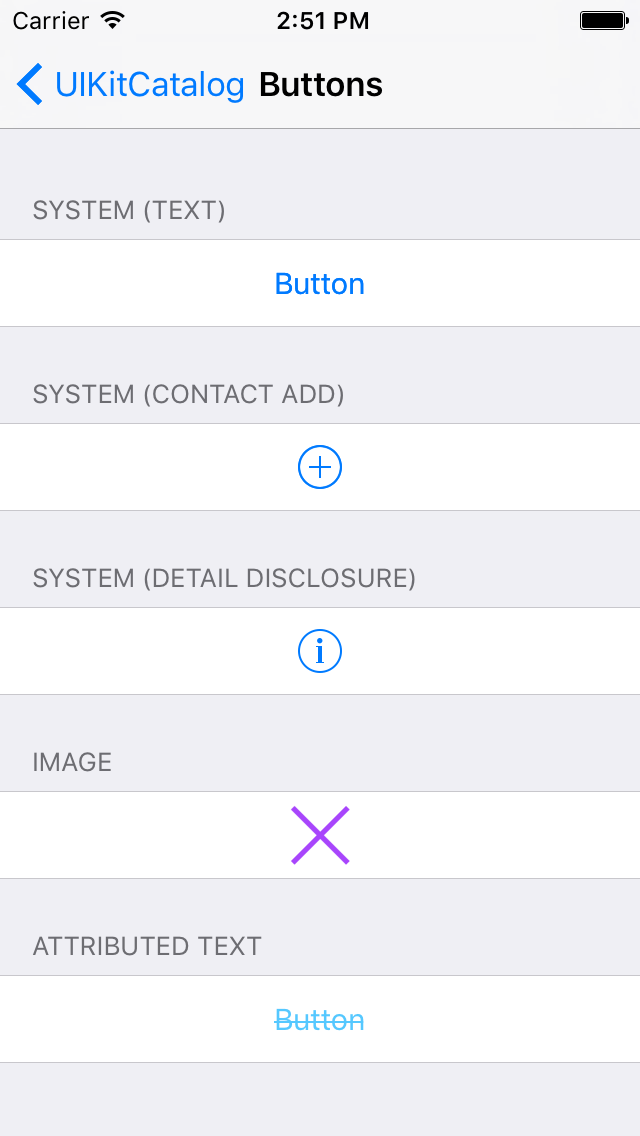 Carrier 2:51 PM
UIKitCatalog Buttons
SYSTEM (TEXT)
Button
SYSTEM (CONTACT ADD)
SYSTEM (DETAIL DISCLOSURE)
IMAGE
ATTRIBUTED TEXT
Button